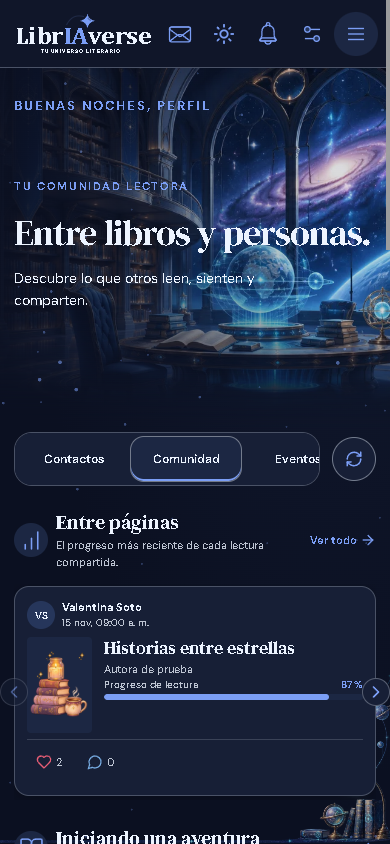 LibrIAverse
TU UNIVERSO LITERARIO
BUENAS NOCHES, PERFIL
TU COMUNIDAD LECTORA
Entre libros y personas.
Descubre lo que otros leen, sienten y
comparten.
Contactos Comunidad Eventos
Entre páginas
El progreso más reciente de cada lectura
compartida.
Ver todo
VS
Valentina Soto
15 nov, 09:00 a. m.
Historias entre estrellas
Autora de prueba
Progreso de lectura 87%
2 0
Iniciando una aventura